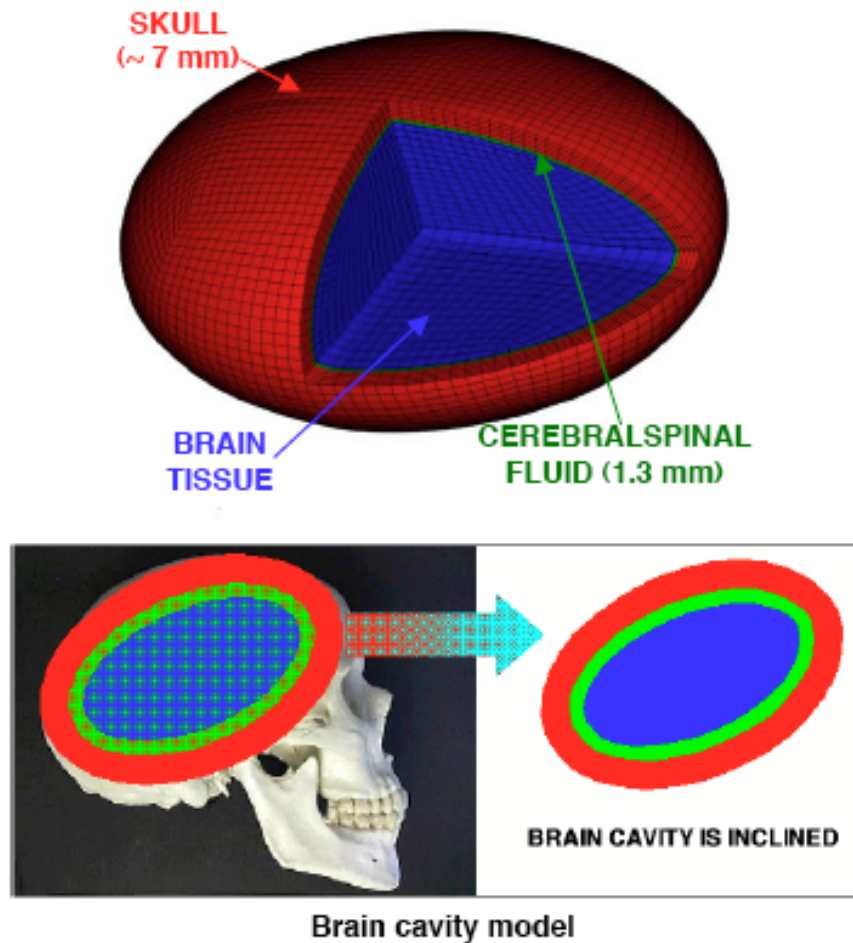 SKULL
(~ 7 mm)
BRAIN
TISSUE
CEREBRALSPINAL
FLUID (1.3 mm)
BRAIN CAVITY IS INCLINED
Brain cavity model